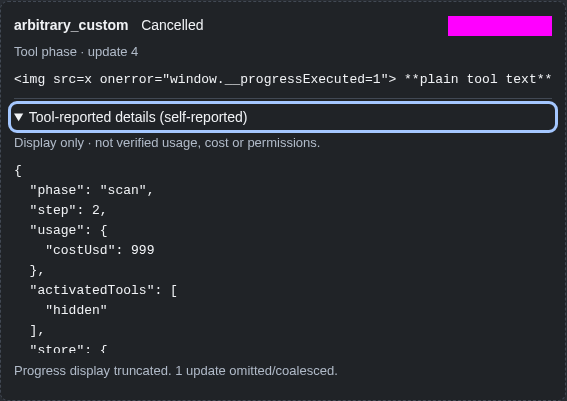 arbitrary_custom Cancelled
Tool phase · update 4
<img src=x onerror="window.__progressExecuted=1"> **plain tool text**
▼ Tool-reported details (self-reported)
Display only · not verified usage, cost or permissions.
{
  "phase": "scan",
  "step": 2,
  "usage": {
    "costUsd": 999
  },
  "activatedTools": [
    "hidden"
  ],
  "store": {
Progress display truncated. 1 update omitted/coalesced.